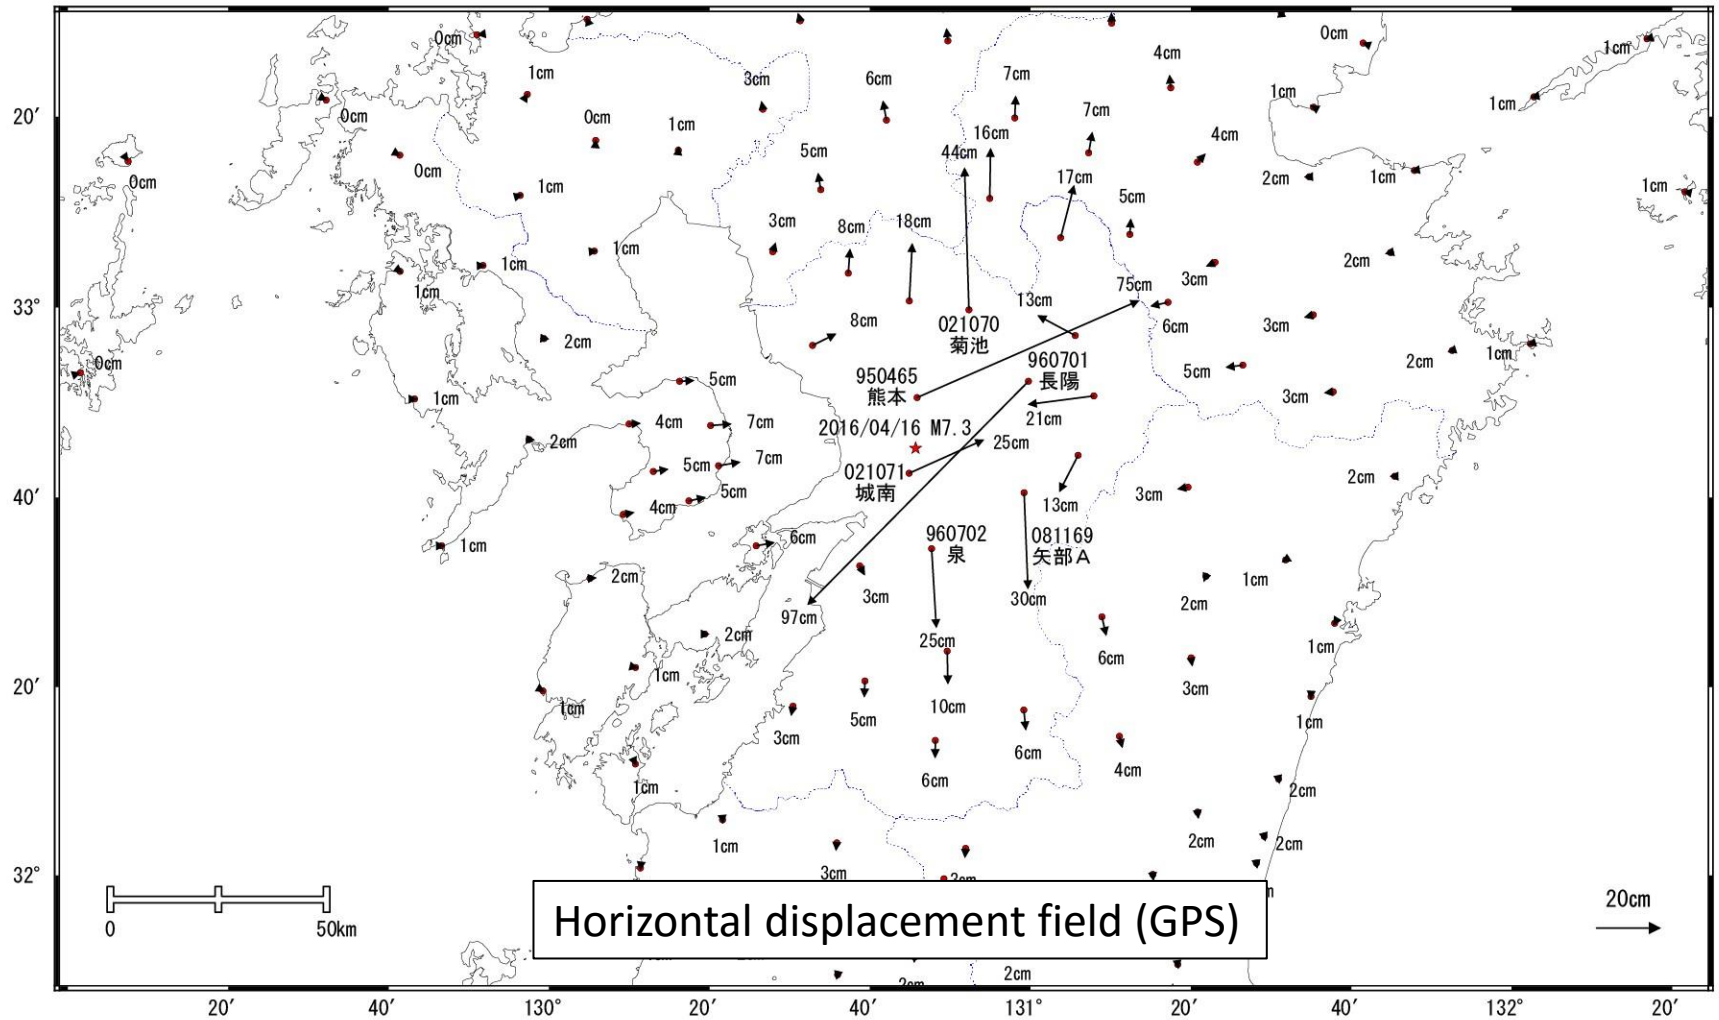 0cm
0cm
1cm
1cm
3cm
6cm
7cm
4cm
1cm
1cm
20′
0cm
0cm
1cm
16cm
7cm
4cm
44cm
0cm
0cm
5cm
17cm
2cm
1cm
1cm
1cm
3cm
8cm
18cm
5cm
1cm
1cm
2cm
3cm
1cm
75cm
13cm
33°
8cm
021070
菊池
6cm
3cm
2cm
0cm
5cm
950465
熊本
960701
長陽
5cm
2cm
1cm
1cm
3cm
4cm
7cm
2016/04/16 M7.3
21cm
2cm
25cm
5cm
7cm
021071
城南
2cm
40′
5cm
4cm
13cm
3cm
1cm
6cm
960702
泉
081169
矢部A
2cm
3cm
30cm
1cm
2cm
97cm
2cm
25cm
1cm
6cm
20′
1cm
3cm
1cm
10cm
5cm
1cm
3cm
6cm
4cm
6cm
1cm
2cm
1cm
2cm
2cm
3cm
3cm
32°
20cm
0
50km
Horizontal displacement field (GPS)
2cm
2cm
20′
40′
130°
20′
40′
131°
20′
40′
132°
20′